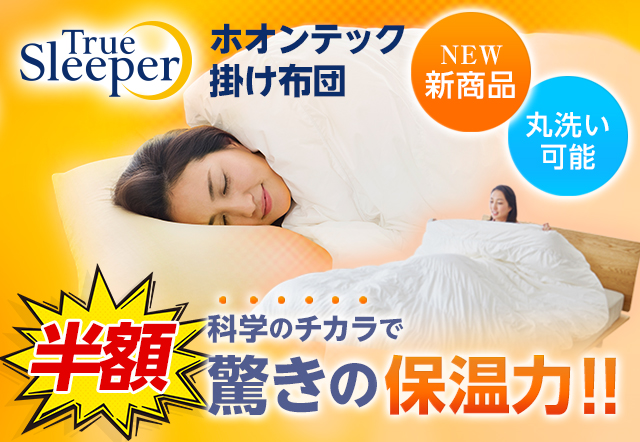 True
Sleeper
ホオンテック
掛け布団
NEW
新商品
丸洗い
可能
半額
科学のチカラで
驚きの保温力!!